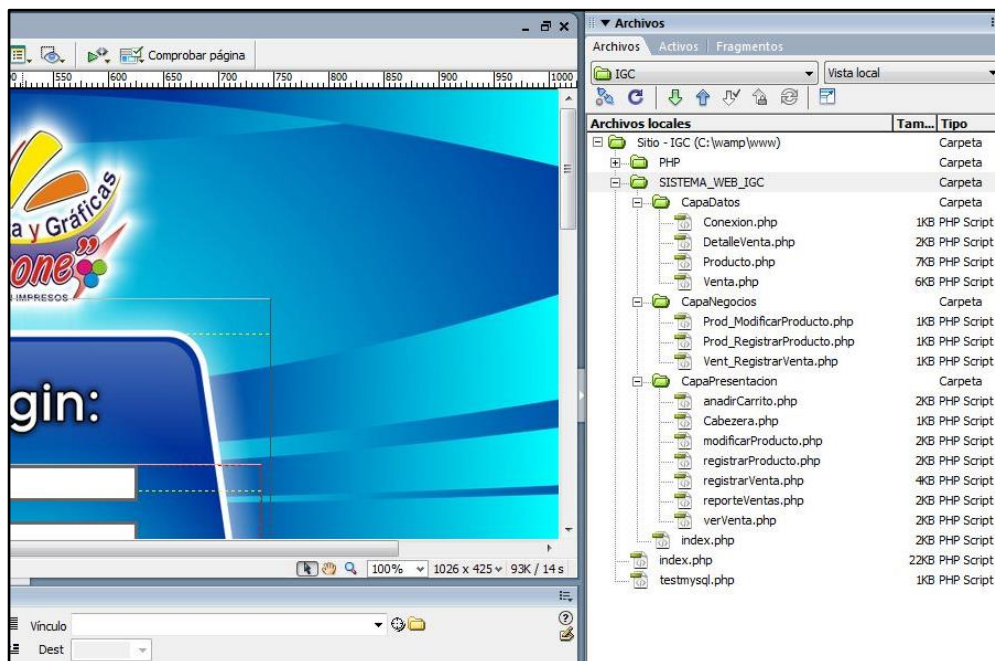 Comprobar página
550 600 650 700 750 800 850 900 950 1000
a y Gráficas
one”
N IMPRESOS
gin:
100% 1026 x 425 93K / 14 s
Vínculo
Dest
Archivos
Archivos Activos Fragmentos
IGC Vista local
Archivos locales Tam... Tipo
Sitio - IGC (C:\wamp\www) Carpeta
PHP Carpeta
SISTEMA_WEB_IGC Carpeta
CapaDatos Carpeta
Conexion.php 1KB PHP Script
DetalleVenta.php 2KB PHP Script
Producto.php 7KB PHP Script
Venta.php 6KB PHP Script
CapaNegocios Carpeta
Prod_ModificarProducto.php 1KB PHP Script
Prod_RegistrarProducto.php 1KB PHP Script
Vent_RegistrarVenta.php 1KB PHP Script
CapaPresentacion Carpeta
anadirCarrito.php 2KB PHP Script
Cabezera.php 1KB PHP Script
modificarProducto.php 2KB PHP Script
registrarProducto.php 2KB PHP Script
registrarVenta.php 4KB PHP Script
reporteVentas.php 2KB PHP Script
verVenta.php 2KB PHP Script
index.php 2KB PHP Script
index.php 22KB PHP Script
testmysql.php 1KB PHP Script